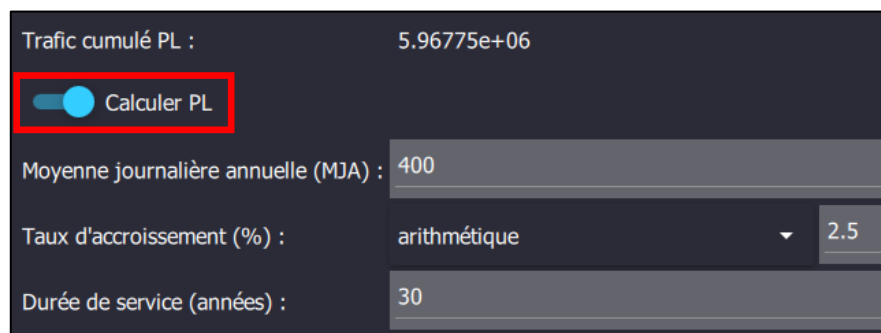 Trafic cumulé PL : 5.96775e+06
Calculer PL
Moyenne journalière annuelle (MJA) : 400
Taux d'accroissement (%) : arithmétique 2.5
Durée de service (années) : 30